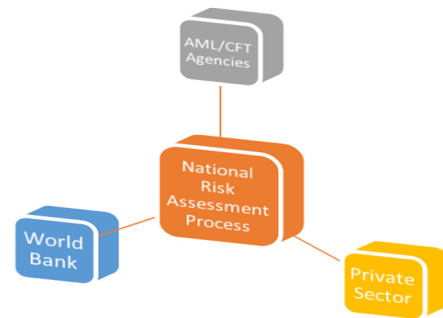 AML/CFT
Agencies
National
Risk
Assessment
Process
World
Bank
Private
Sector